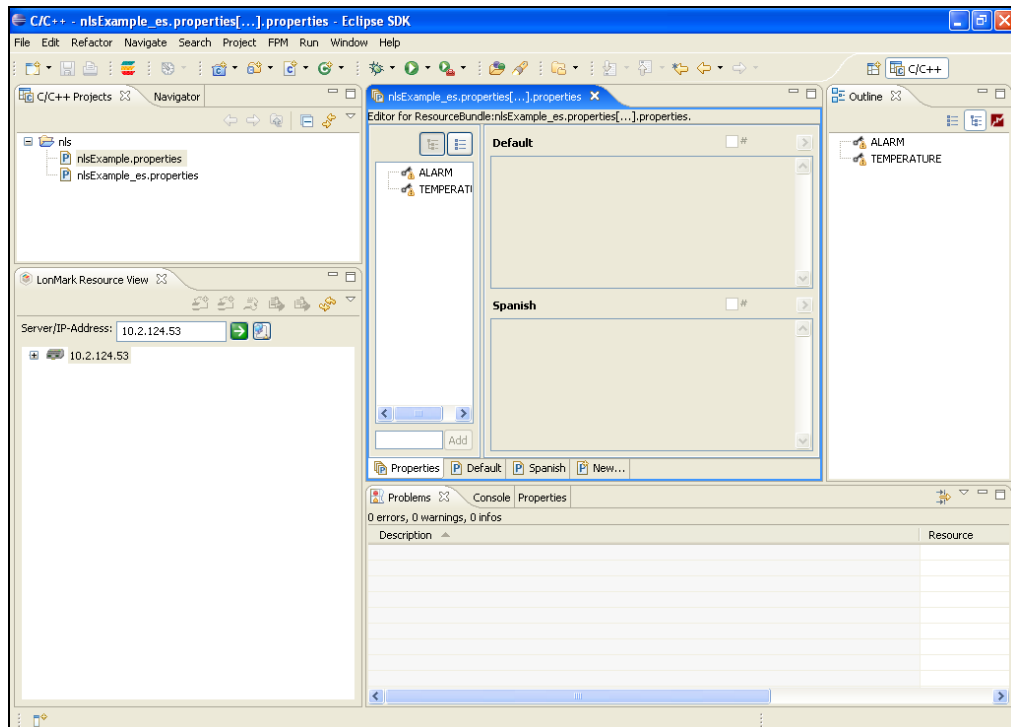 C/C++ - nlsExample_es.properties[...].properties - Eclipse SDK
File Edit Refactor Navigate Search Project FPM Run Window Help
C/C++
C/C++ Projects Navigator
nls
nlsExample.properties
nlsExample_es.properties
LonMark Resource View
Server/IP-Address: 10.2.124.53
10.2.124.53
nlsExample_es.properties[...].properties
Editor for ResourceBundle:nlsExample_es.properties[...].properties.
ALARM
TEMPERATU
Add
Default #
Spanish #
Properties Default Spanish New...
Outline
ALARM
TEMPERATURE
Problems Console Properties
0 errors, 0 warnings, 0 infos
Description Resource